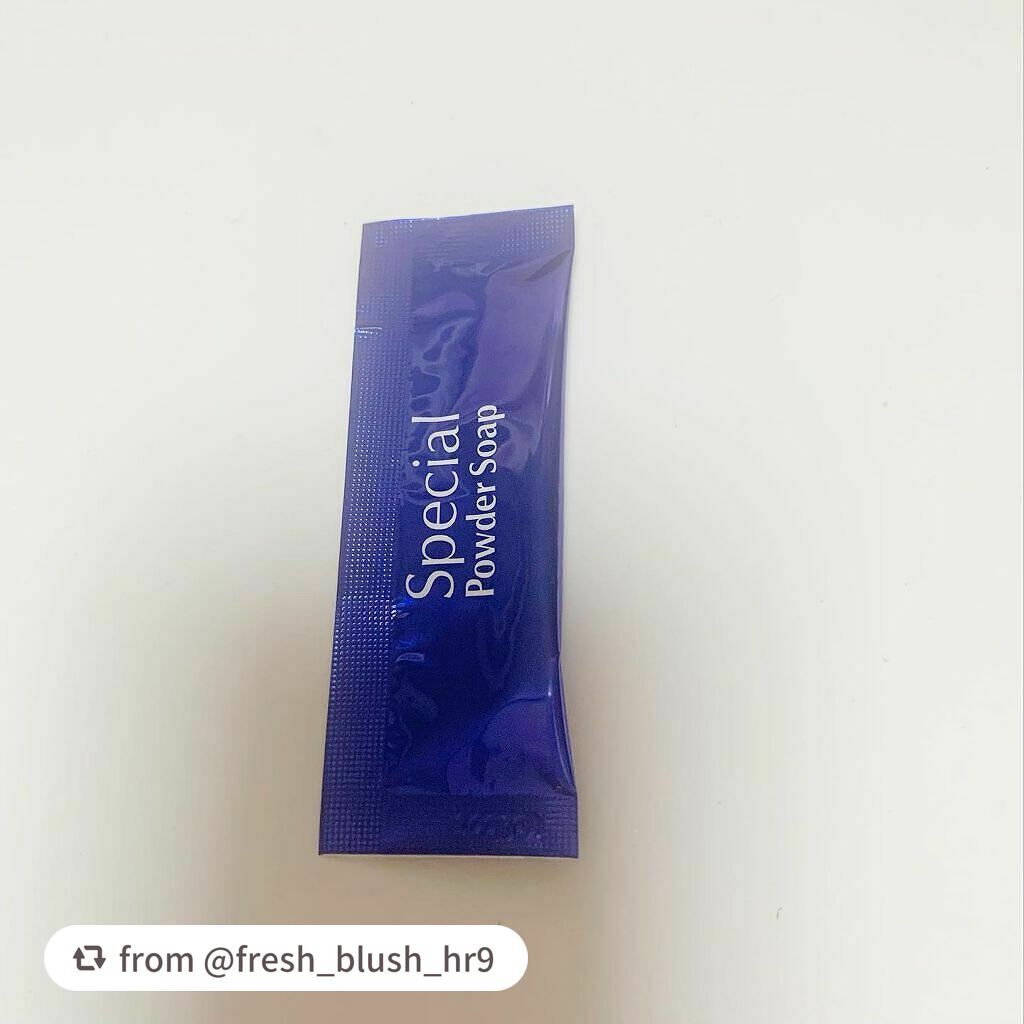 Special
Powder Soap
from @fresh_blush_hr9